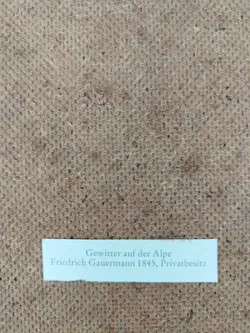 Gewitter auf der Alpe
Friedrich Gauermann 1845, Privatbesitz